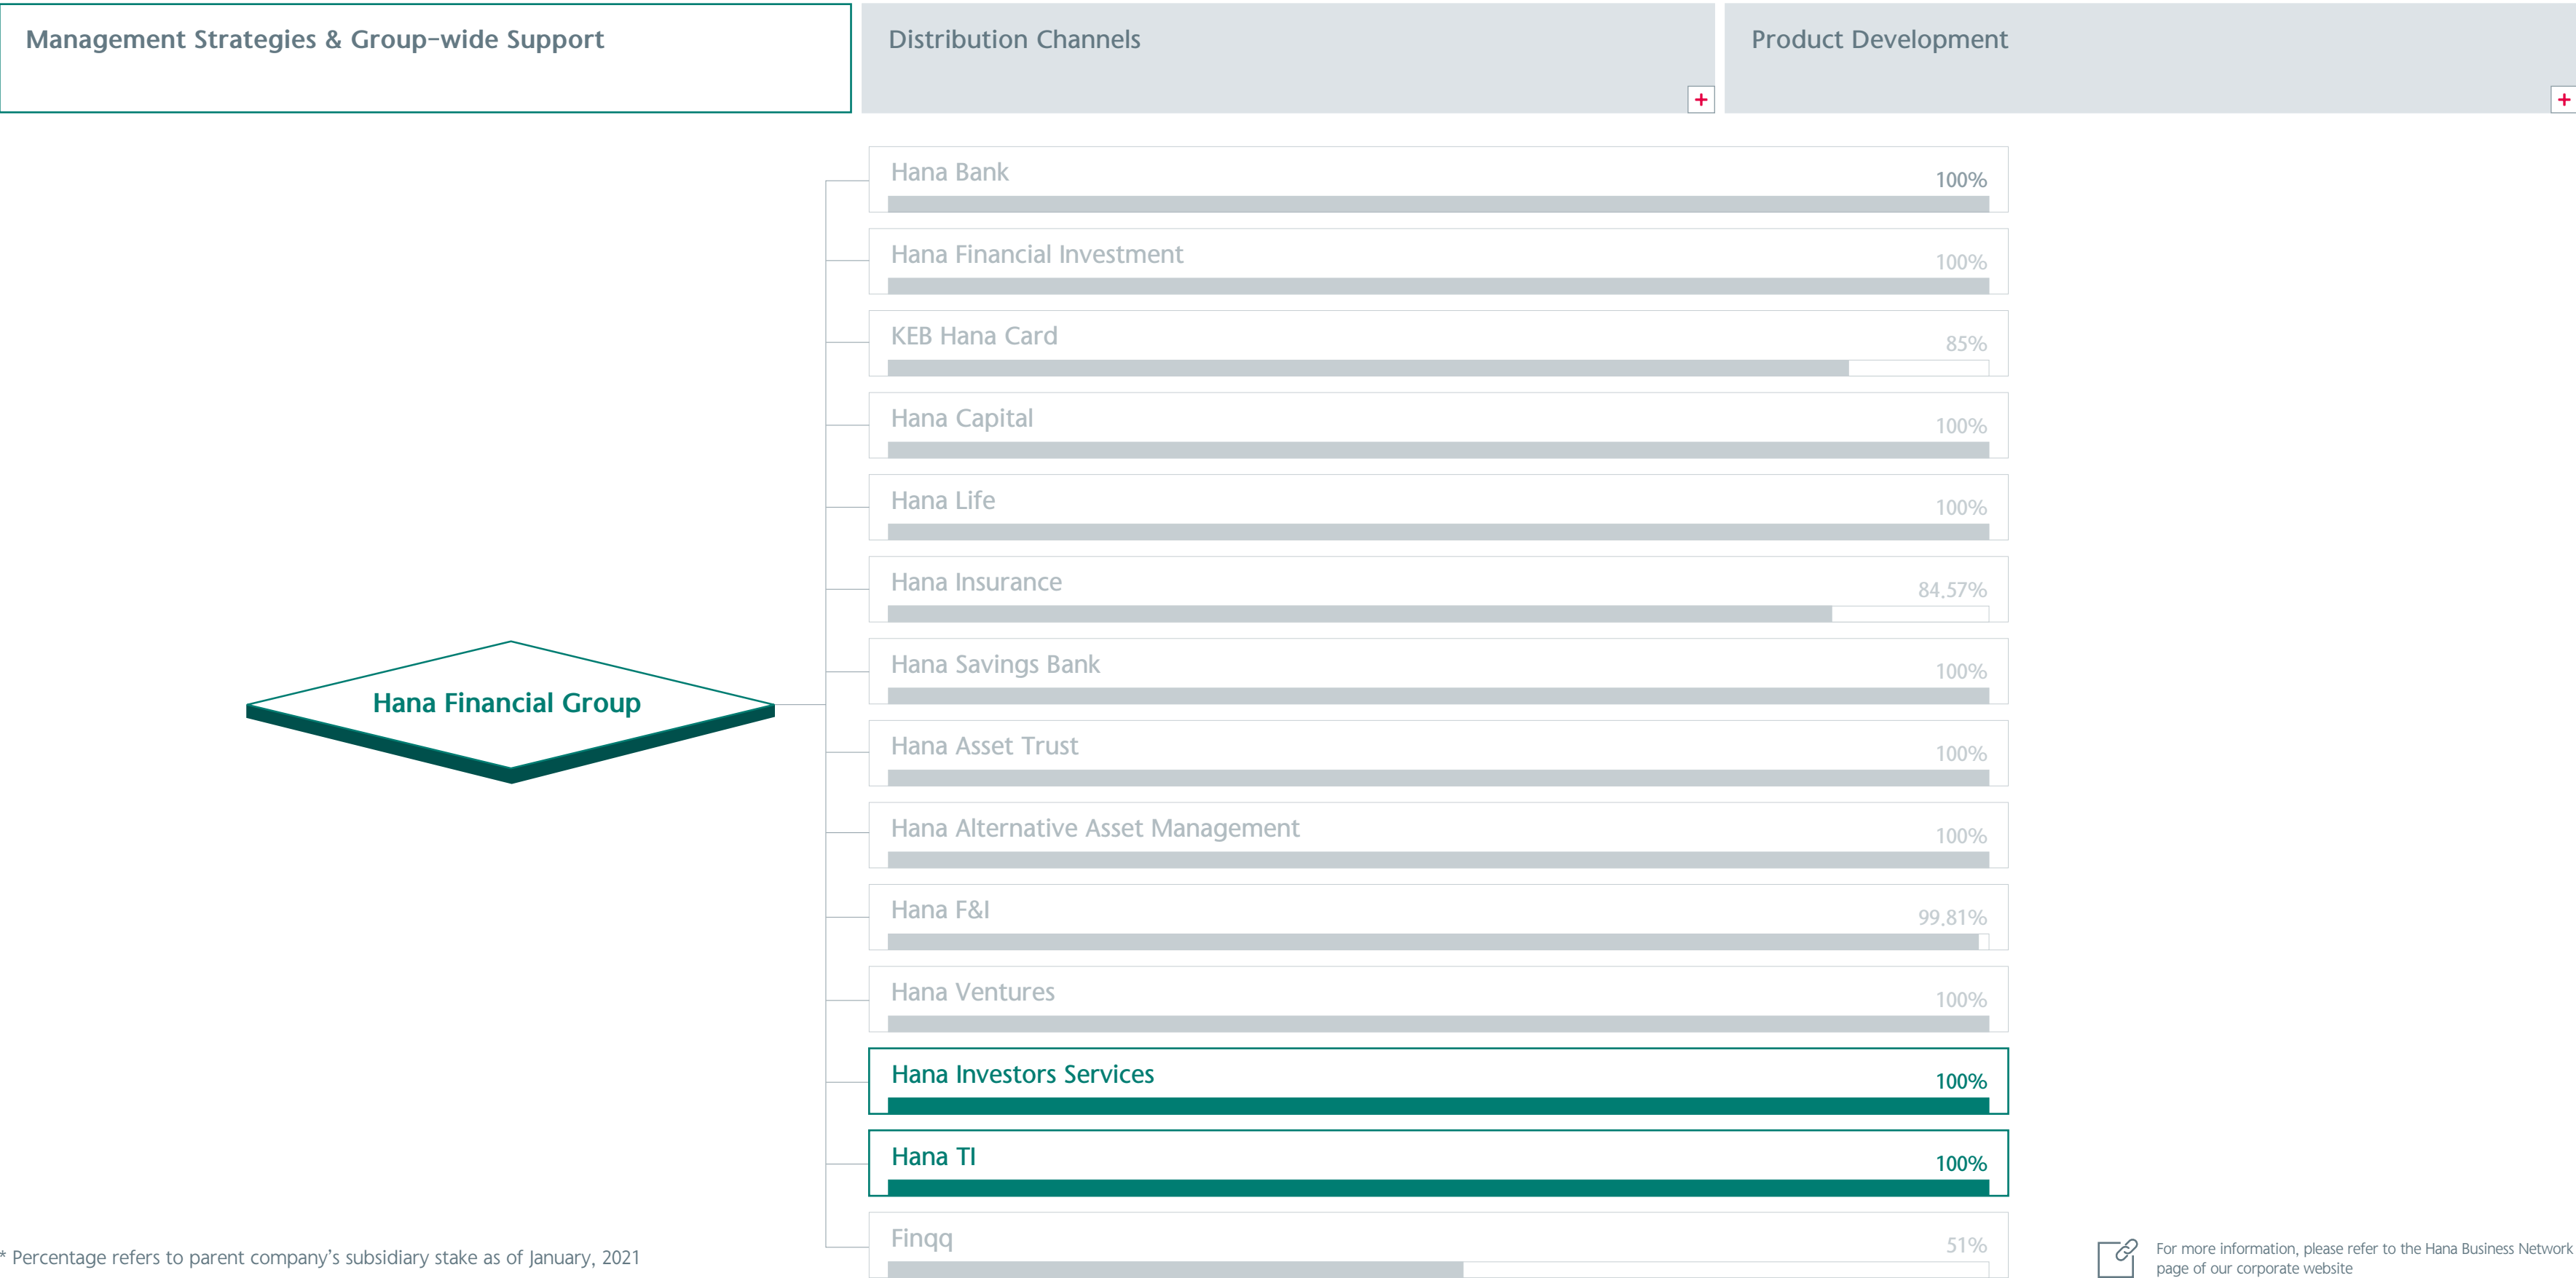 Management Strategies & Group-wide Support
Distribution Channels
+
Product Development
+
Hana Bank
100%
Hana Financial Investment
100%
KEB Hana Card
85%
Hana Capital
100%
Hana Life
100%
Hana Insurance
84.57%
Hana Savings Bank
100%
Hana Financial Group
Hana Asset Trust
100%
Hana Alternative Asset Management
100%
Hana F&I
99.81%
Hana Ventures
100%
Hana Investors Services
100%
Hana TI
100%
Finqq
51%
* Percentage refers to parent company's subsidiary stake as of January, 2021
For more information, please refer to the Hana Business Network
page of our corporate website